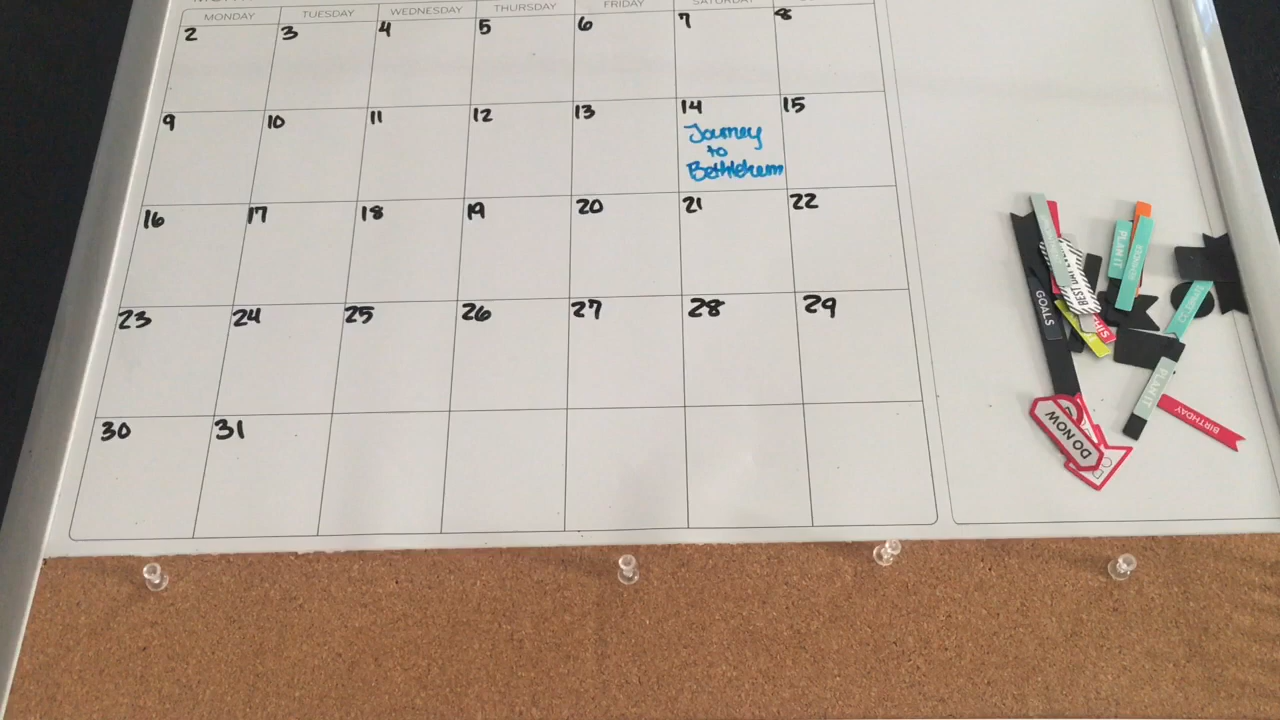 MONDAY TUESDAY WEDNESDAY THURSDAY FRIDAY SATURDAY
2 3 4 5 6 7 8
9 10 11 12 13 14 15
Journey
to
Bethlehem
16 17 18 19 20 21 22
23 24 25 26 27 28 29
30 31
PLAN IT
BEST DAY
GOALS
PLAN IT
BIRTHDAY
DO NOW